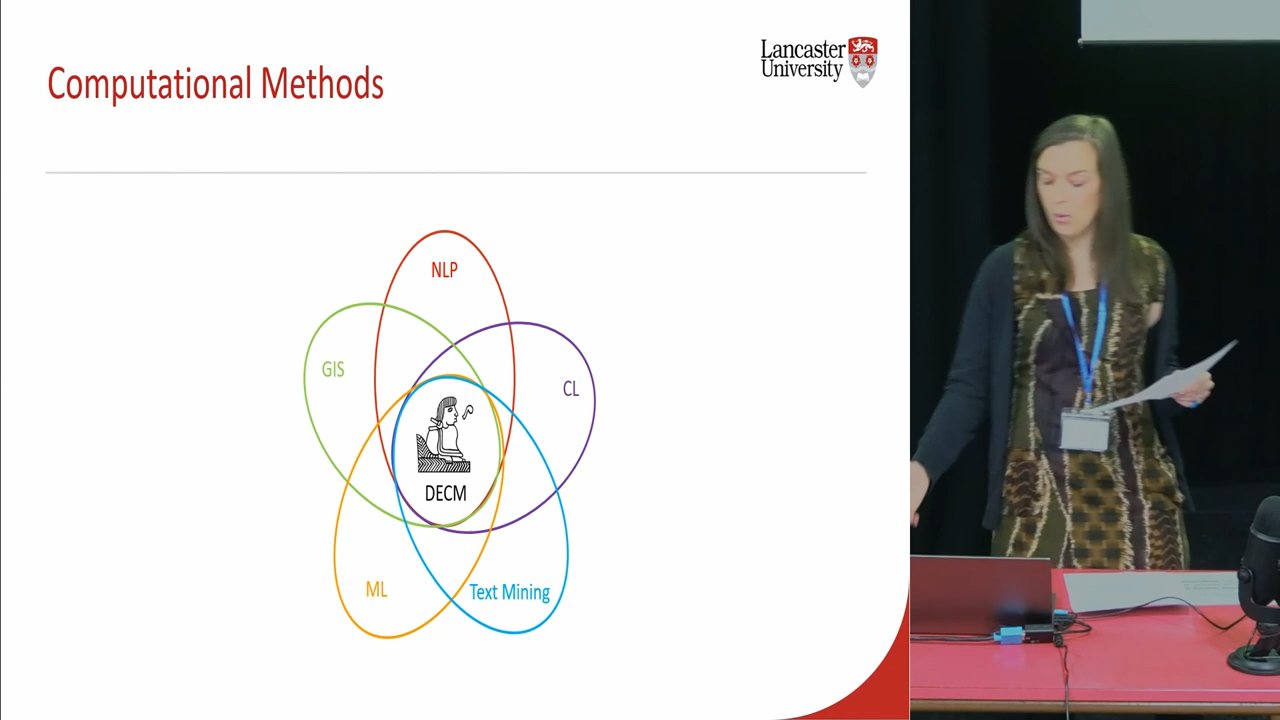 Computational Methods
Lancaster
University
NLP
GIS
CL
DECM
ML
Text Mining